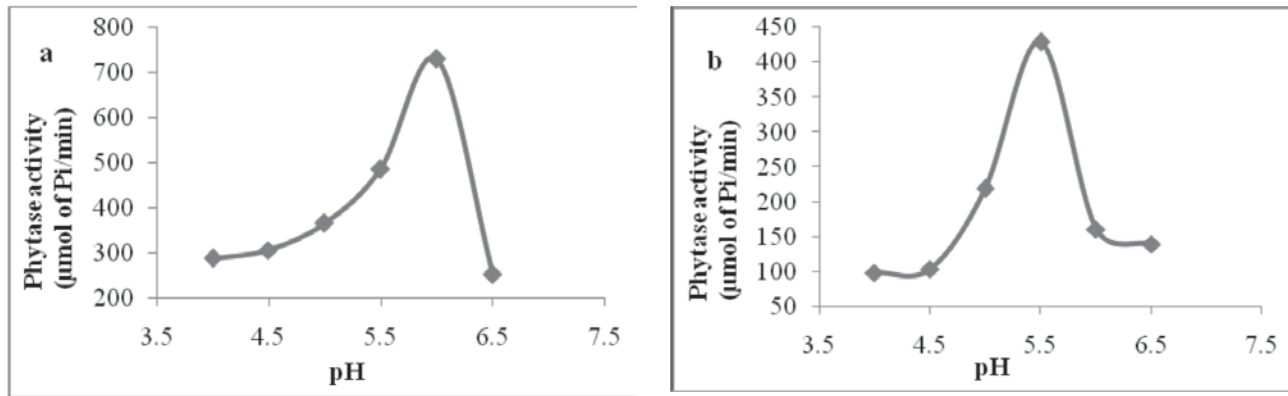 a
Phytase activity
(µmol of Pi/min)
800
700
600
500
400
300
200
3.5 4.5 5.5 6.5 7.5
pH
b
Phytase activity
(µmol of Pi/min)
450
400
350
300
250
200
150
100
50
3.5 4.5 5.5 6.5 7.5
pH